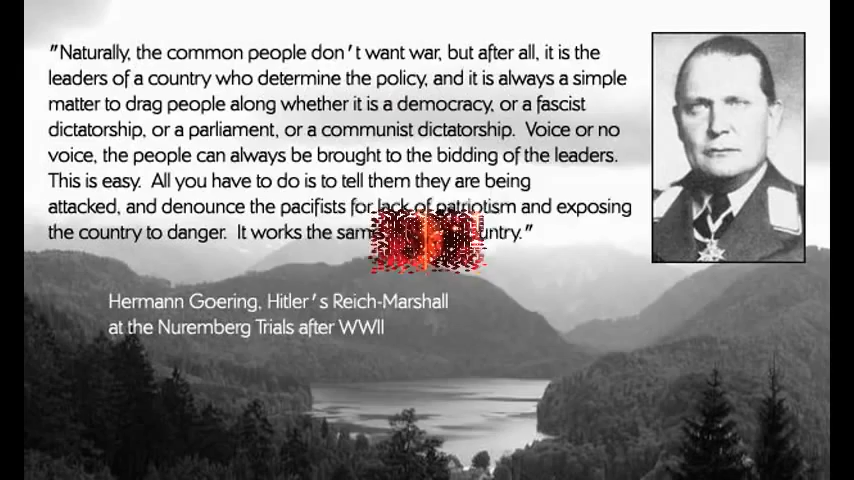 "Naturally, the common people don't want war, but after all, it is the
leaders of a country who determine the policy, and it is always a simple
matter to drag people along whether it is a democracy, or a fascist
dictatorship, or a parliament, or a communist dictatorship. Voice or no
voice, the people can always be brought to the bidding of the leaders.
This is easy. All you have to do is to tell them they are being
attacked, and denounce the pacifists for lack of patriotism and exposing
the country to danger. It works the
Hermann Goering, Hitler's Reich-Marshall
at the Nuremberg Trials after WWII